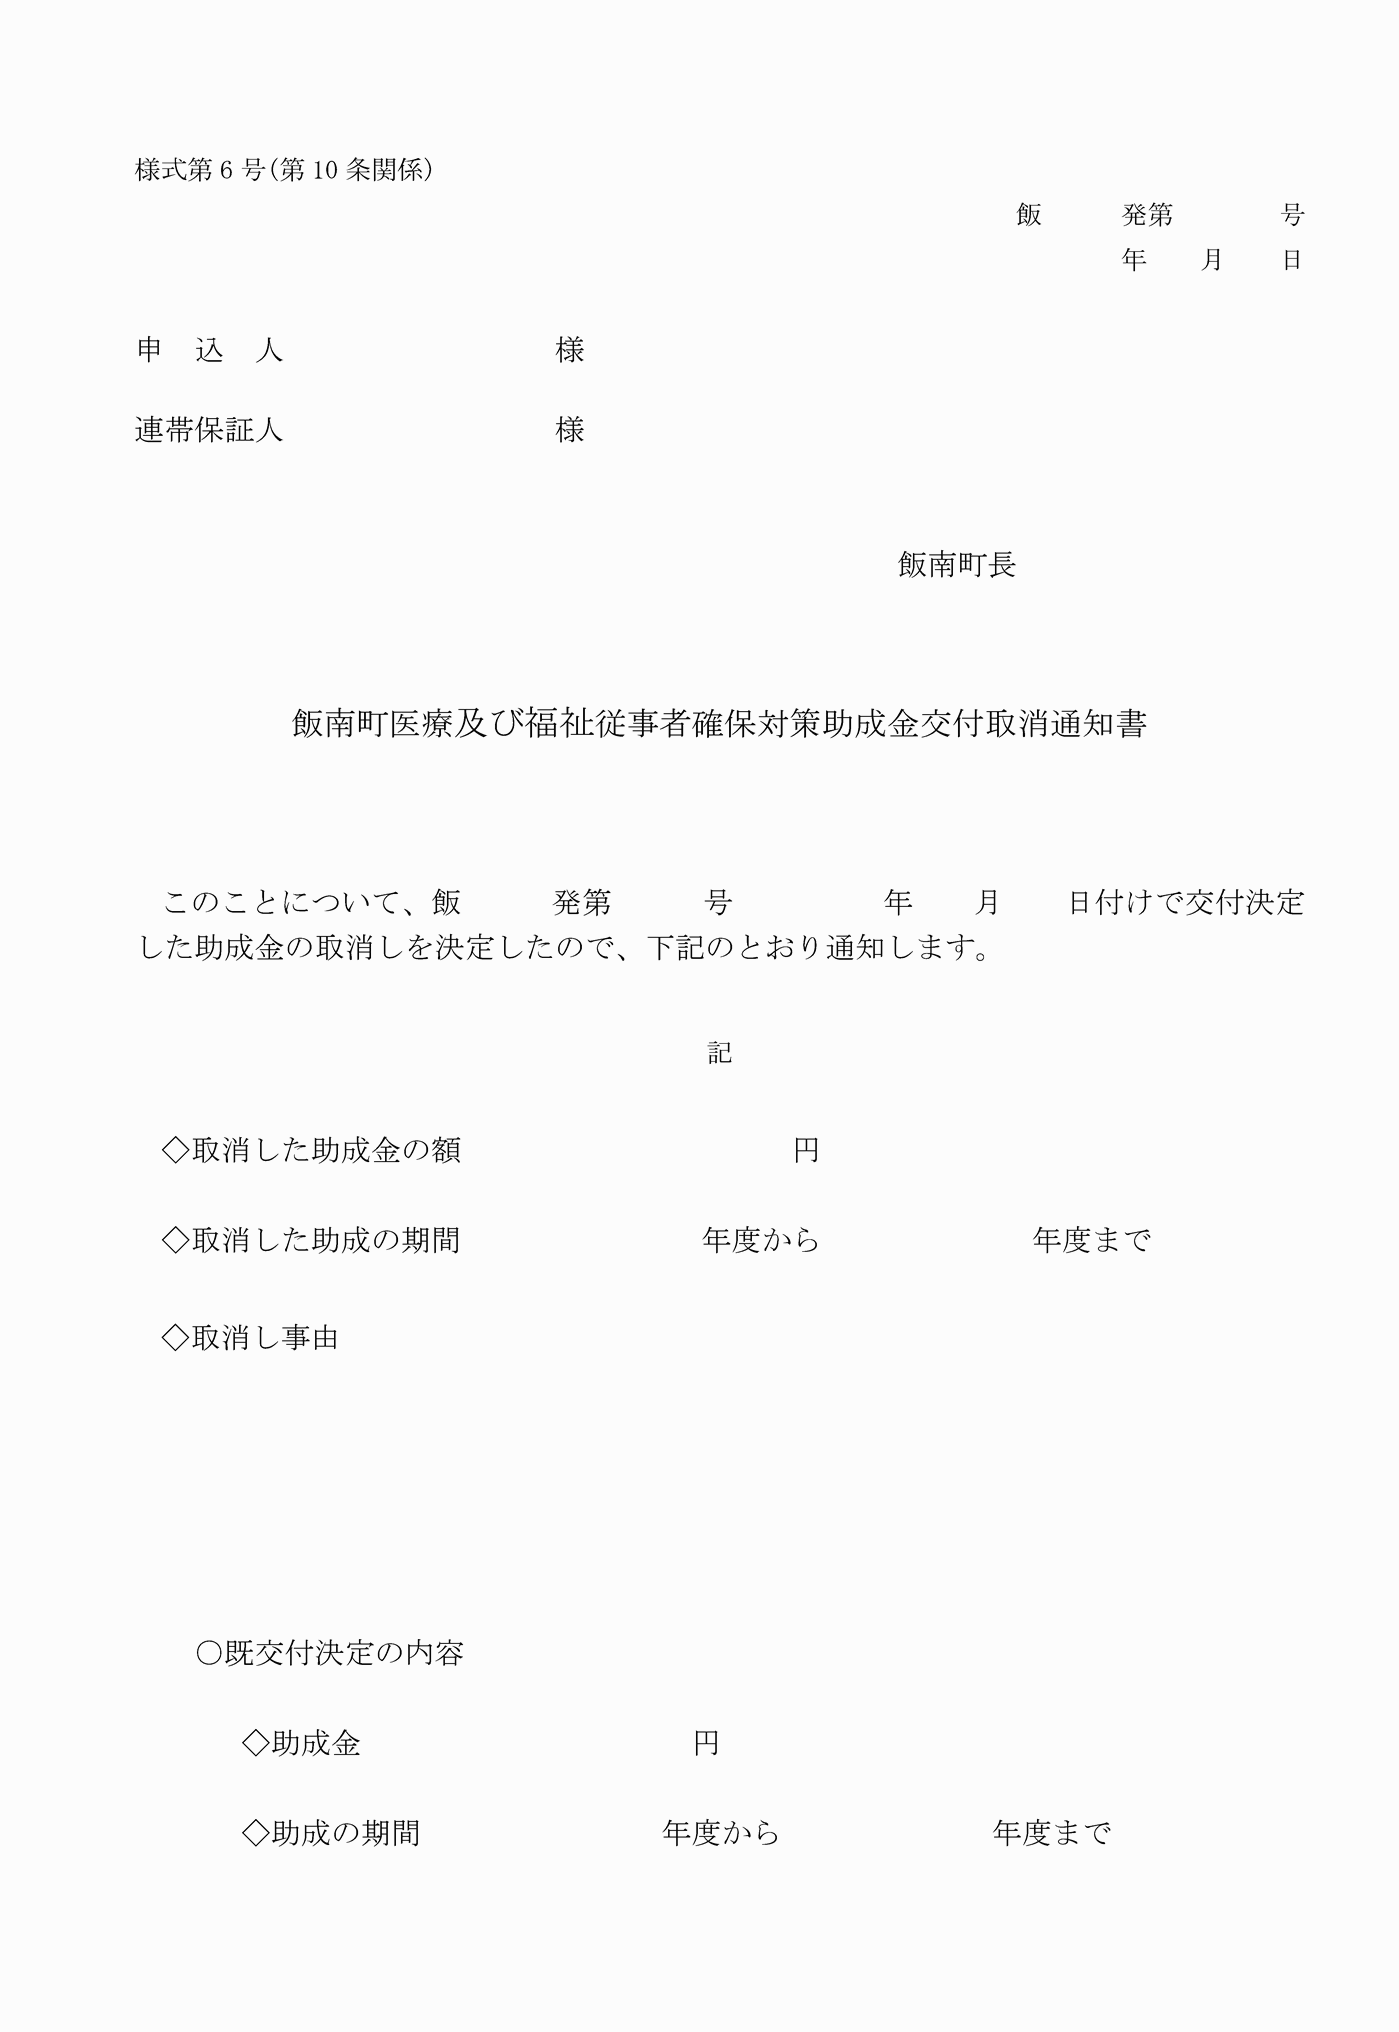 様式第 6 号(第 10 条関係)
飯　　　発第　　　　号
年　　月　　日
申　込　人　　　　　　　　　様
連帯保証人　　　　　　　　　様
飯南町長
飯南町医療及び福祉従事者確保対策助成金交付取消通知書
このことについて、飯　　　発第　　　号　　　　　年　　月　　日付けで交付決定
した助成金の取消しを決定したので、下記のとおり通知します。
記
◇取消した助成金の額　　　　　　　　　　　円
◇取消した助成の期間　　　　　　　　年度から　　　　　　　年度まで
◇取消し事由
○既交付決定の内容
◇助成金　　　　　　　　　　　円
◇助成の期間　　　　　　　　年度から　　　　　　　年度まで